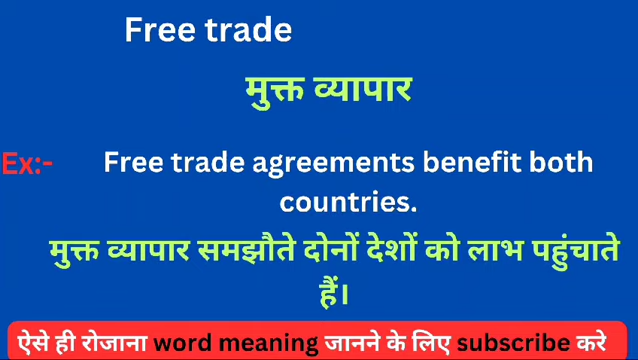 Free trade
मुक्त व्यापार
Ex:- Free trade agreements benefit both
countries.
मुक्त व्यापार समझौते दोनों देशों को लाभ पहुंचाते
हैं।
ऐसे ही रोजाना word meaning जानने के लिए subscribe करे